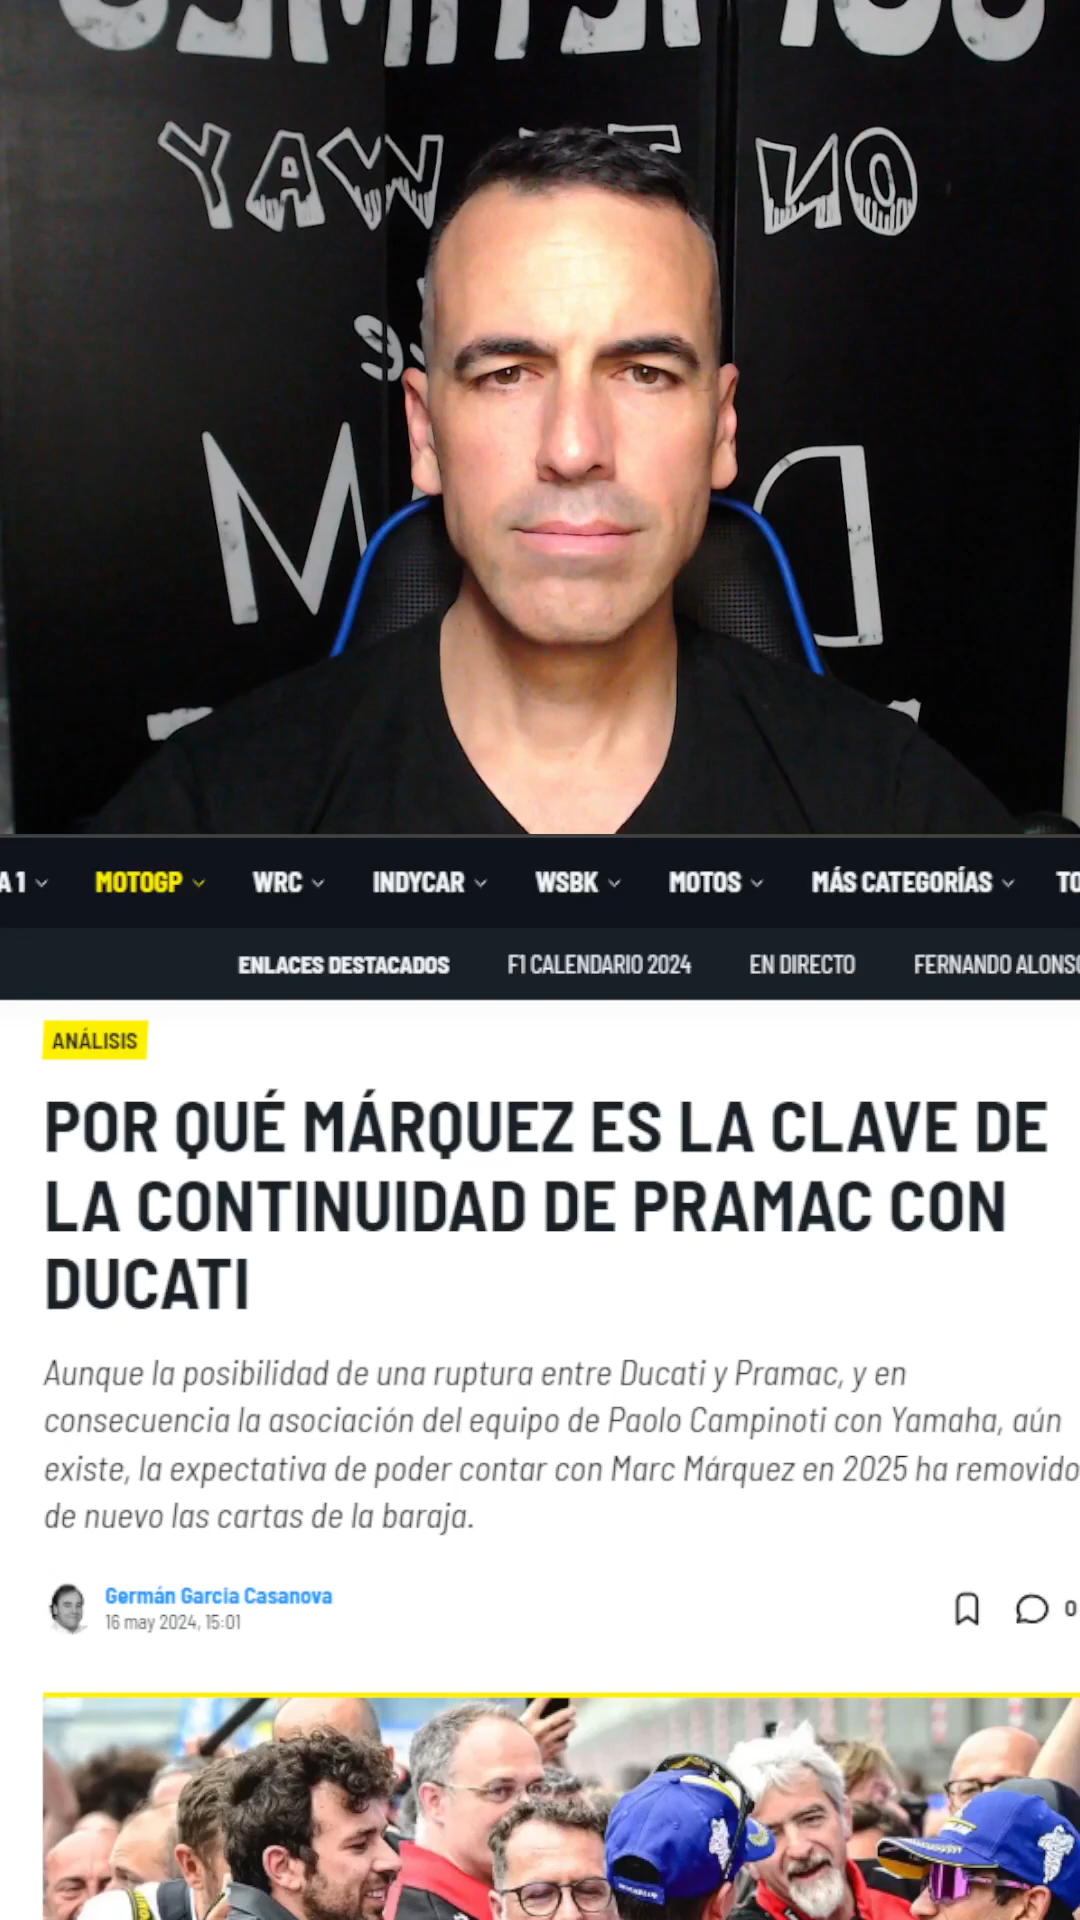 YAW
ON
A 1
MOTOGP
WRC
INDYCAR
WSBK
MOTOS
MÁS CATEGORÍAS
TO
ENLACES DESTACADOS
F1 CALENDARIO 2024
EN DIRECTO
FERNANDO ALONSO
ANÁLISIS
POR QUÉ MÁRQUEZ ES LA CLAVE DE
LA CONTINUIDAD DE PRAMAC CON
DUCATI
Aunque la posibilidad de una ruptura entre Ducati y Pramac, y en
consecuencia la asociación del equipo de Paolo Campinoti con Yamaha, aún
existe, la expectativa de poder contar con Marc Márquez en 2025 ha removido
de nuevo las cartas de la baraja.
Germán Garcia Casanova
16 may 2024, 15:01
0